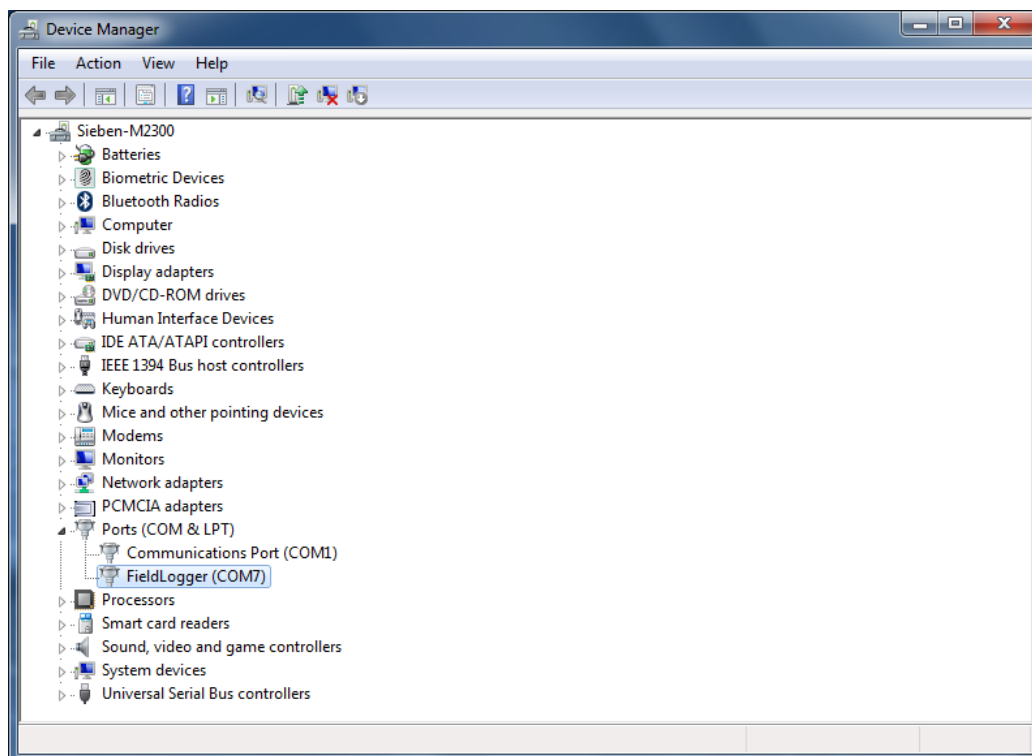 Device Manager
File Action View Help
Sieben-M2300
Batteries
Biometric Devices
Bluetooth Radios
Computer
Disk drives
Display adapters
DVD/CD-ROM drives
Human Interface Devices
IDE ATA/ATAPI controllers
IEEE 1394 Bus host controllers
Keyboards
Mice and other pointing devices
Modems
Monitors
Network adapters
PCMCIA adapters
Ports (COM & LPT)
Communications Port (COM1)
FieldLogger (COM7)
Processors
Smart card readers
Sound, video and game controllers
System devices
Universal Serial Bus controllers